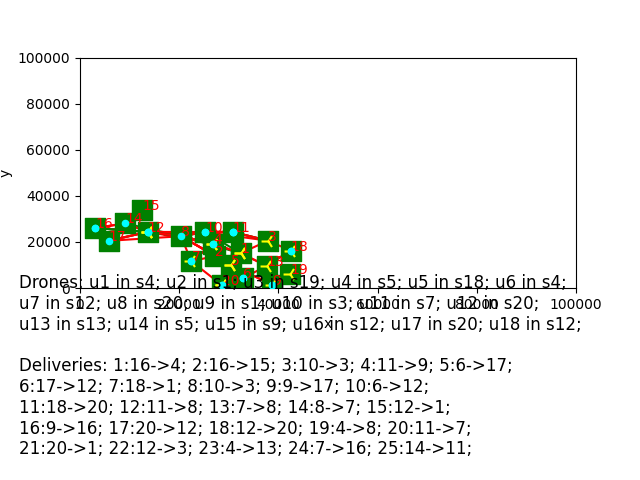 100000
80000
60000
40000
20000
0
y
100000
x
Drones: u1 in s4; u2 in s1; u3 in s19; u4 in s5; u5 in s18; u6 in s4;
u7 in s12; u8 in s20; u9 in s1; u10 in s3; u11 in s7; u12 in s20;
u13 in s13; u14 in s5; u15 in s9; u16 in s12; u17 in s20; u18 in s12;
Deliveries: 1:16->4; 2:16->15; 3:10->3; 4:11->9; 5:6->17;
6:17->12; 7:18->1; 8:10->3; 9:9->17; 10:6->12;
11:18->20; 12:11->8; 13:7->8; 14:8->7; 15:12->1;
16:9->16; 17:20->12; 18:12->20; 19:4->8; 20:11->7;
21:20->1; 22:12->3; 23:4->13; 24:7->16; 25:14->11;